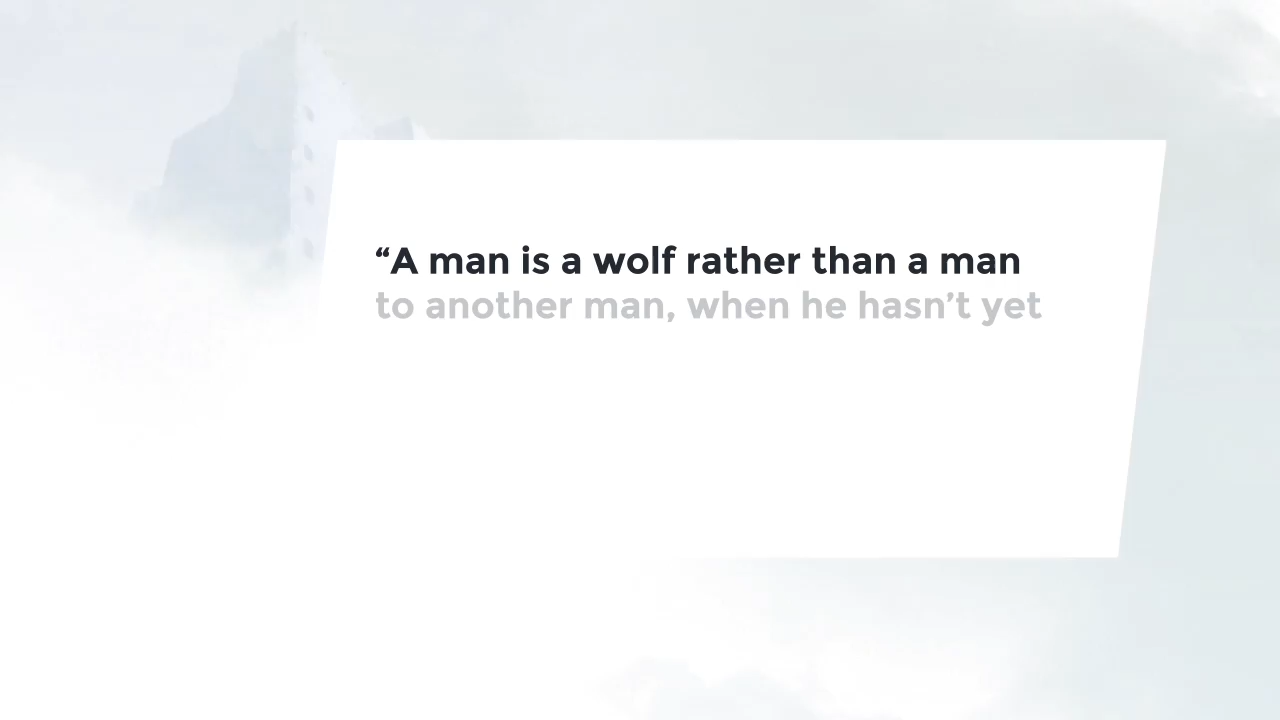 “A man is a wolf rather than a man
to another man, when he hasn’t yet